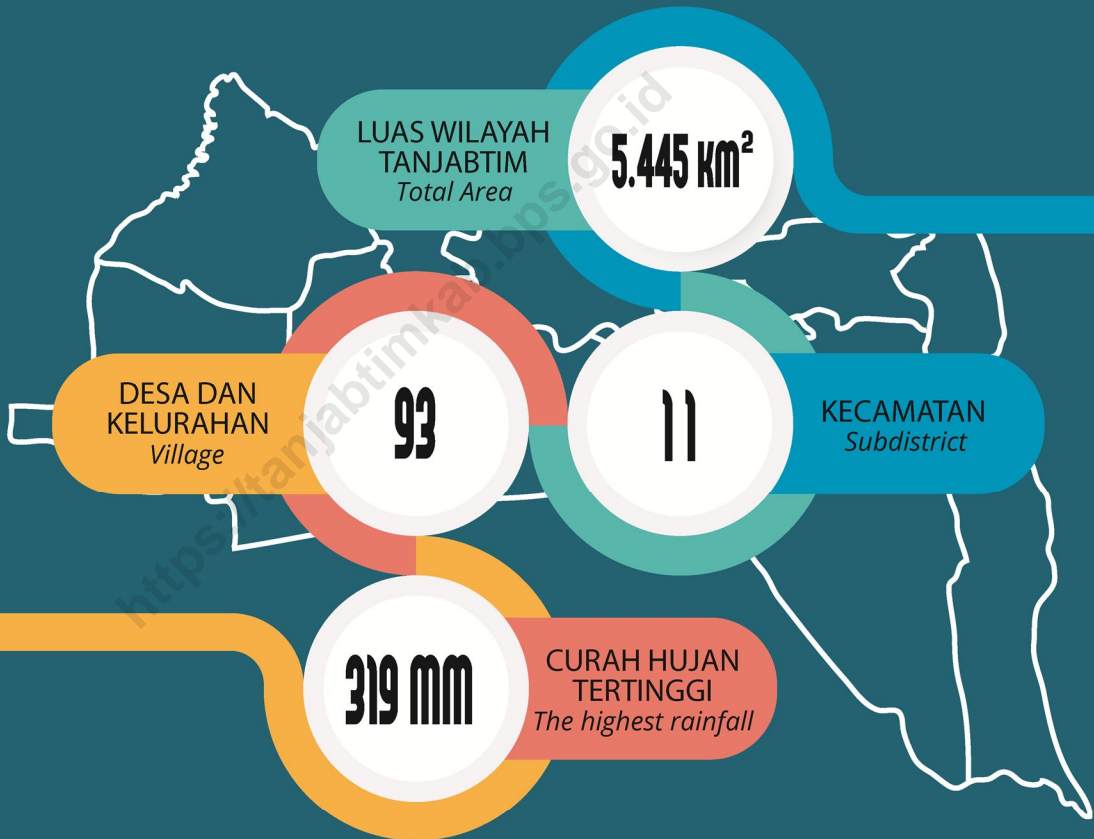 LUAS WILAYAH
TANJABTIM
Total Area
5.445 KM²
DESA DAN
KELURAHAN
Village
93
11
KECAMATAN
Subdistrict
319 MM
CURAH HUJAN
TERTINGGI
The highest rainfall
https://tanjabtimkab.bps.go.id